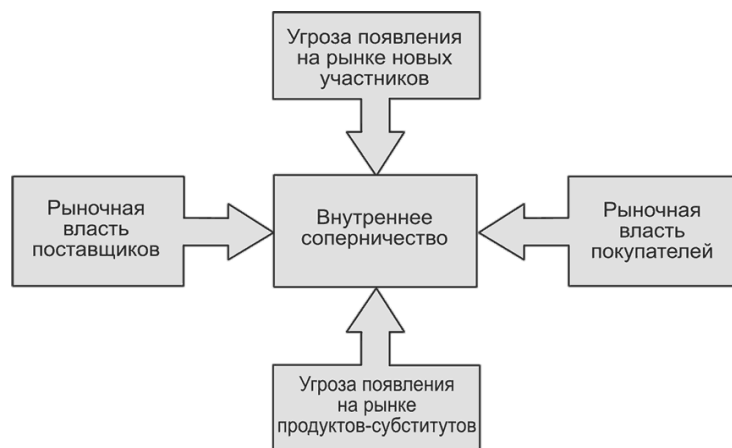 Угроза появления
на рынке новых
участников
Рыночная
власть
поставщиков
Внутреннее
соперничество
Рыночная
власть
покупателей
Угроза появления
на рынке
продуктов-субститутов